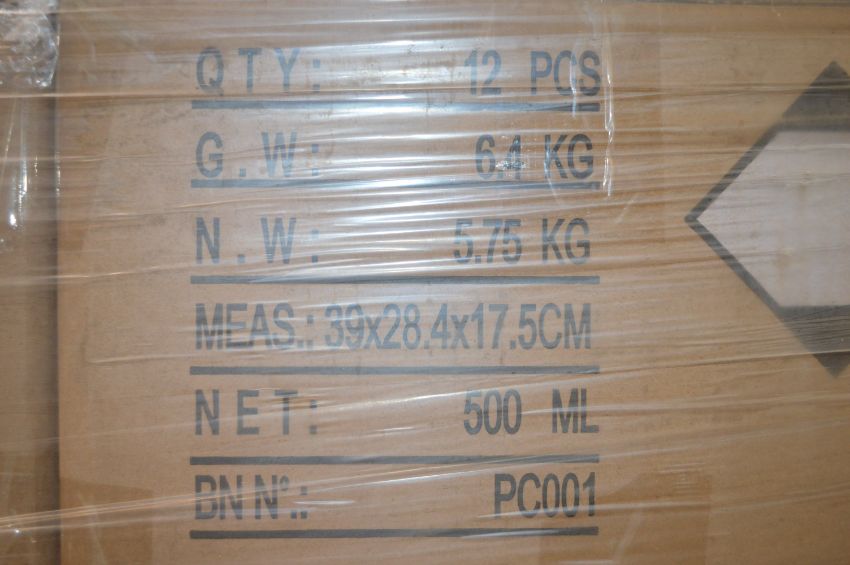 QTY: 12 PCS
G.W: 6.4 KG
N.W: 5.75 KG
MEAS.: 39x28.4x17.5CM
NET: 500 ML
BN N°.: PC001